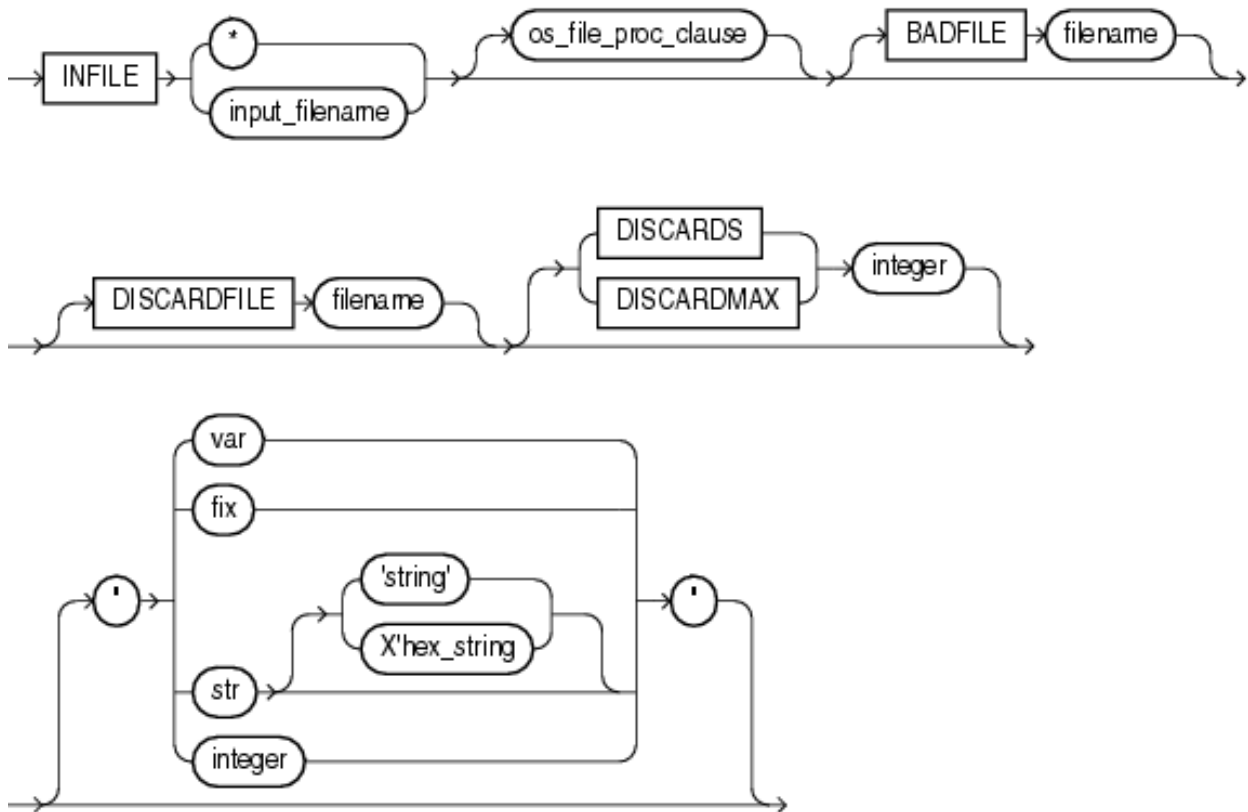 *
os_file_proc_clause
BADFILE filename
INFILE
input_filename
DISCARDS
DISCARDFILE filename
integer
DISCARDMAX
var
fix
'string'
'
'
X'hex_string
str
integer